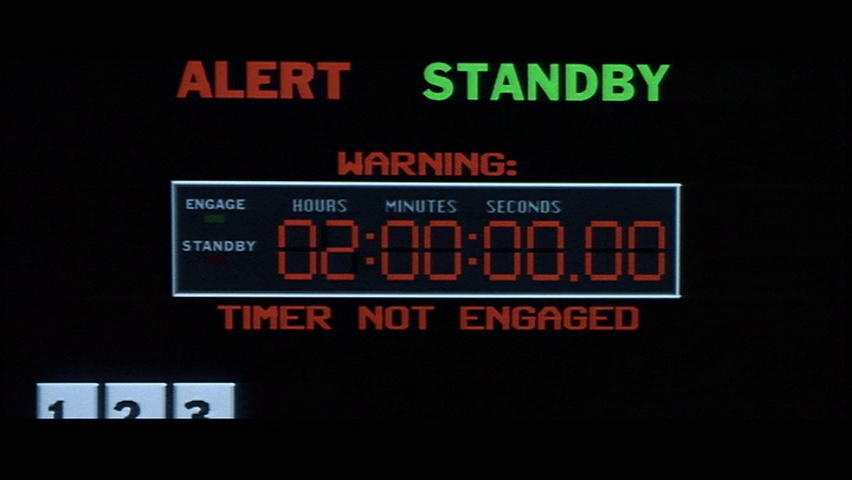 ALERT STANDBY
WARNING:
ENGAGE HOURS MINUTES SECONDS
STANDBY 02:00:00.00
TIMER NOT ENGAGED
1 2 3